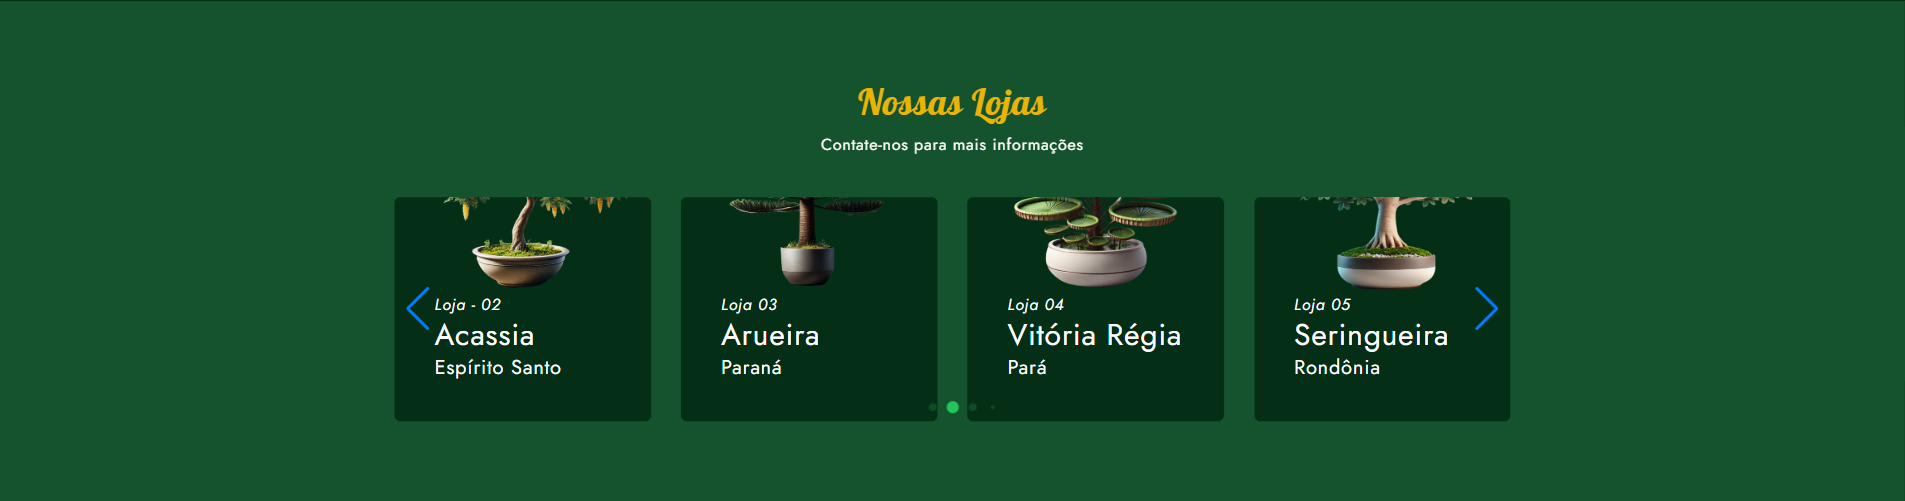 Nossas Lojas
Contate-nos para mais informações
Loja - 02
Acassia
Espírito Santo
Loja 03
Arueira
Paraná
Loja 04
Vitória Régia
Pará
Loja 05
Seringueira
Rondônia